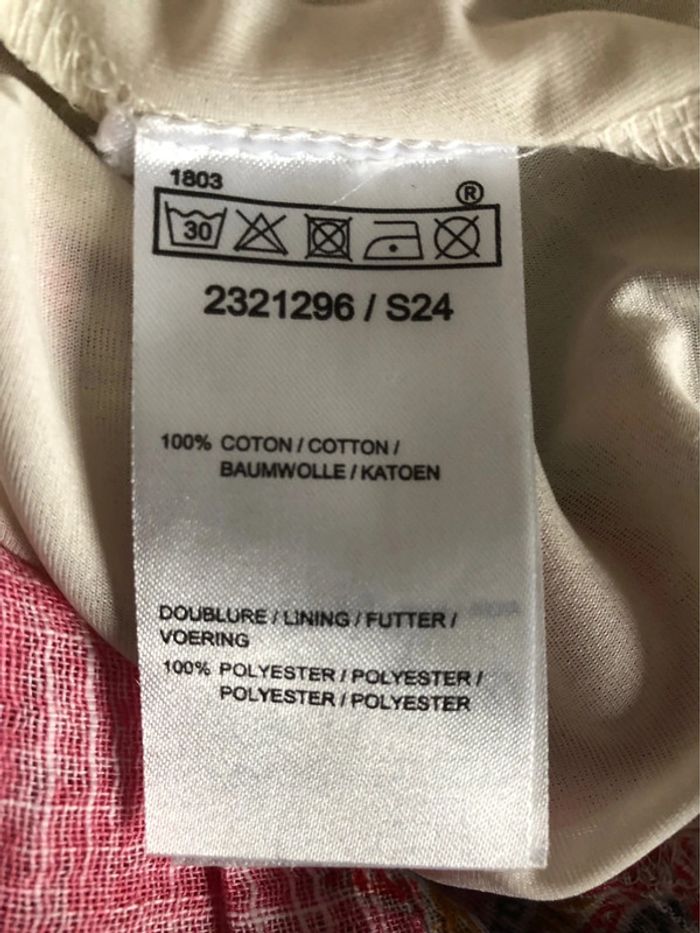 1803
®
30
2321296 / S24
100% COTON / COTTON /
BAUMWOLLE / KATOEN
DOUBLURE / LINING / FUTTER /
VOERING
100% POLYESTER / POLYESTER /
POLYESTER / POLYESTER